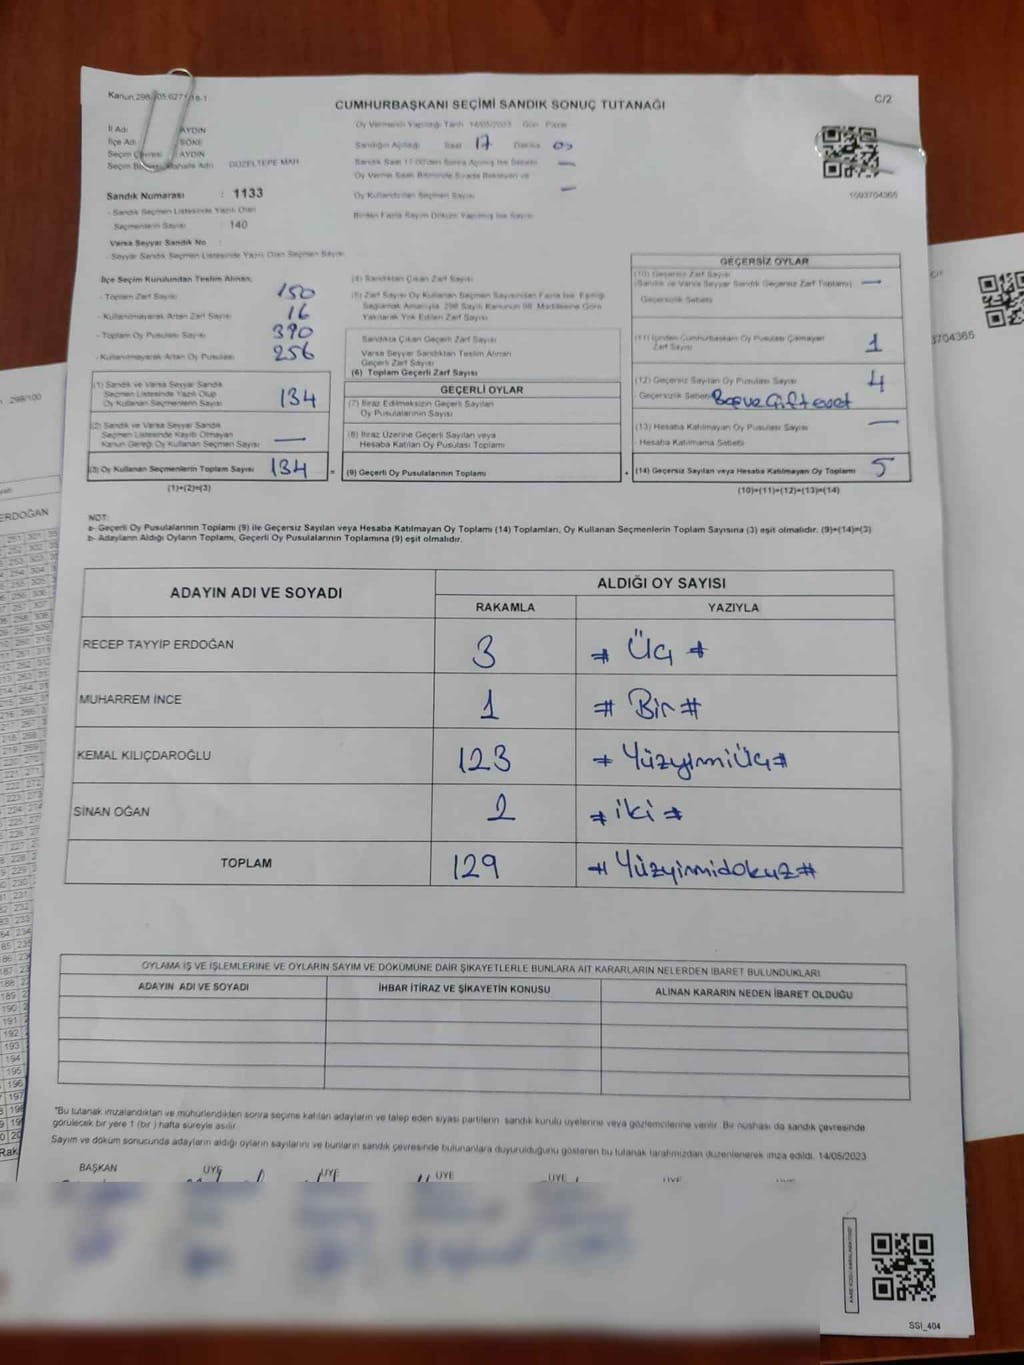 CUMHURBAŞKANI SEÇİMİ SANDIK SONUÇ TUTANAĞI
C/2
İl Adı AYDIN
İlçe Adı SÖKE
Seçim Çevresi AYDIN
Mahalle Adı DÜZELTEPE MAH
Sandık Numarası : 1133
- Sandık Seçmen Listesinde Yazılı Olan
Seçmenlerin Sayısı : 140
Varsa Seyyar Sandık No
- Seyyar Sandık Seçmen Listesinde Yazılı Olan Seçmen Sayısı
Oy Vermenin Yapıldığı Tarih 14/05/2023 Gün Pazar
Sandığın Açıldığı Saat 17 Dakika
Sandık Saat 17:00'den Sonra Açılmış İse Sebebi —
Oy Verme Saati Bitiminde Sırada Bekleyen ve
Oy Kullandırılan Seçmen Sayısı —
Birden Fazla Sayım Döküm Yapılmış İse Sayısı
1093704365
İlçe Seçim Kurulundan Teslim Alınan;
- Toplam Zarf Sayısı 150
- Kullanılmayarak Artan Zarf Sayısı 16
- Toplam Oy Pusulası Sayısı 390
- Kullanılmayarak Artan Oy Pusulası 256
(1) Sandık ve Varsa Seyyar Sandık
Seçmen Listesinde Yazılı Olup
Oy Kullanan Seçmenlerin Sayısı 134
(2) Sandık ve Varsa Seyyar Sandık
Seçmen Listesinde Kayıtlı Olmayan
Kanun Gereği Oy Kullanan Seçmen Sayısı —
(3) Oy Kullanan Seçmenlerin Toplam Sayısı 134 =
(1)+(2)=(3)
(4) Sandıktan Çıkan Zarf Sayısı
(5) Zarf Sayısı Oy Kullanan Seçmen Sayısından Fazla İse, Eşitliği
Sağlamak Amacıyla, 298 Sayılı Kanunun 98. Maddesine Göre
Yakılarak Yok Edilen Zarf Sayısı
Sandıkta Çıkan Geçerli Zarf Sayısı
Varsa Seyyar Sandıktan Teslim Alınan
Geçerli Zarf Sayısı
(6) Toplam Geçerli Zarf Sayısı
GEÇERLİ OYLAR
(7) İtiraz Edilmeksizin Geçerli Sayılan
Oy Pusulalarının Sayısı
(8) İtiraz Üzerine Geçerli Sayılan veya
Hesaba Katılan Oy Pusulası Toplamı
(9) Geçerli Oy Pusulalarının Toplamı +
GEÇERSİZ OYLAR
(10) Geçersiz Zarf Sayısı
(Sandık ve Varsa Seyyar Sandık Geçersiz Zarf Toplamı) —
Geçersizlik Sebebi
(11) İçinden Cumhurbaşkanı Oy Pusulası Çıkmayan
Zarf Sayısı 1
(12) Geçersiz Sayılan Oy Pusulası Sayısı 4
- Geçersizlik Sebebi Boş ve Çift evet
(13) Hesaba Katılmayan Oy Pusulası Sayısı —
- Hesaba Katılmama Sebebi
(14) Geçersiz Sayılan veya Hesaba Katılmayan Oy Toplamı 5
(10)+(11)+(12)+(13)=(14)
NOT:
a- Geçerli Oy Pusulalarının Toplamı (9) ile Geçersiz Sayılan veya Hesaba Katılmayan Oy Toplamı (14) Toplamları, Oy Kullanan Seçmenlerin Toplam Sayısına (3) eşit olmalıdır. (9)+(14)=(3)
b- Adayların Aldığı Oyların Toplamı, Geçerli Oy Pusulalarının Toplamına (9) eşit olmalıdır.
ADAYIN ADI VE SOYADI ALDIĞI OY SAYISI
RAKAMLA YAZIYLA
RECEP TAYYİP ERDOĞAN 3 # Üç #
MUHARREM İNCE 1 # Bir #
KEMAL KILIÇDAROĞLU 123 # YüzyirmiÜç #
SİNAN OĞAN 2 # iki #
TOPLAM 129 # Yüzyirmidokuz #
OYLAMA İŞ VE İŞLEMLERİNE VE OYLARIN SAYIM VE DÖKÜMÜNE DAİR ŞİKAYETLERLE BUNLARA AİT KARARLARIN NELERDEN İBARET BULUNDUKLARI
ADAYIN ADI VE SOYADI İHBAR İTİRAZ VE ŞİKAYETİN KONUSU ALINAN KARARIN NEDEN İBARET OLDUĞU
*Bu tutanak imzalandıktan ve mühürlendikten sonra seçime katılan adayların ve talep eden siyasi partilerin sandık kurulu üyelerine veya gözlemcilerine verilir. Bir nüshası da sandık çevresinde
görülecek bir yere 1 (bir) hafta süreyle asılır.
Sayım ve döküm sonucunda adayların aldığı oyların sayılarını ve bunların sandık çevresinde bulunanlara duyurulduğunu gösteren bu tutanak tarafımızdan düzenlenerek imza edildi. 14/05/2023
BAŞKAN ÜYE ÜYE ÜYE ÜYE ÜYE ÜYE
SSI_404